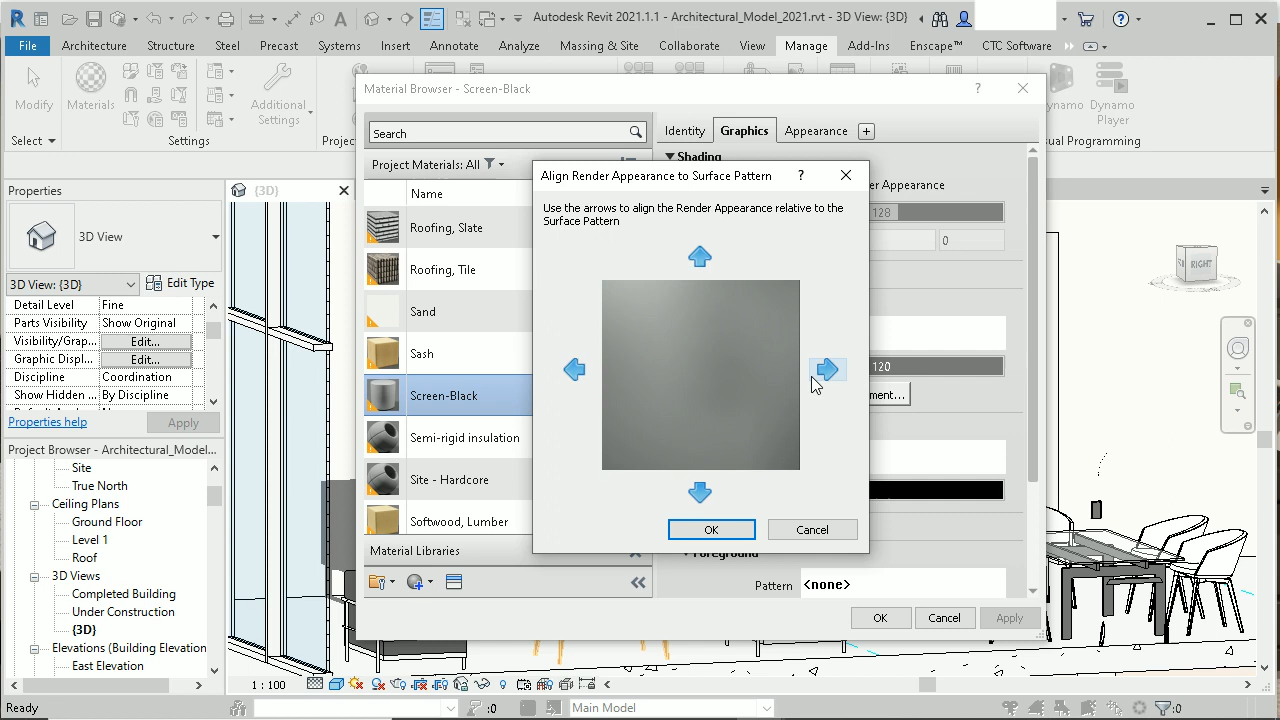 Autodesk Revit 2021.1.1 - Architectural_Model_2021.rvt - 3D View: {3D}
File Architecture Structure Steel Precast Systems Insert Annotate Analyze Massing & Site Collaborate View Manage Add-Ins Enscape™ CTC Software
Modify
Materials
Additional Settings
Dynamo
Dynamo Player
Select
Settings
Projec
ual Programming
Properties
3D View
3D View: {3D}
Edit Type
Detail Level Fine
Parts Visibility Show Original
Visibility/Grap... Edit...
Graphic Displ... Edit...
Discipline Coordination
Show Hidden ... By Discipline
Properties help
Apply
Project Browser - Architectural_Model...
Site
True North
Ceiling Plans
Ground Floor
Level 1
Roof
3D Views
Completed Building
Under Construction
{3D}
Elevations (Building Elevation
East Elevation
{3D}
Material Browser - Screen-Black
?
Search
Project Materials: All
Name
Roofing, Slate
Roofing, Tile
Sand
Sash
Screen-Black
Semi-rigid insulation
Site - Hardcore
Softwood, Lumber
Material Libraries
Identity Graphics Appearance
Shading
er Appearance
128
0
120
ment...
Foreground
Pattern <none>
OK Cancel Apply
Align Render Appearance to Surface Pattern
?
Use the arrows to align the Render Appearance relative to the
Surface Pattern
OK Cancel
RIGHT
1 : 100
Ready
:0
Main Model
:0